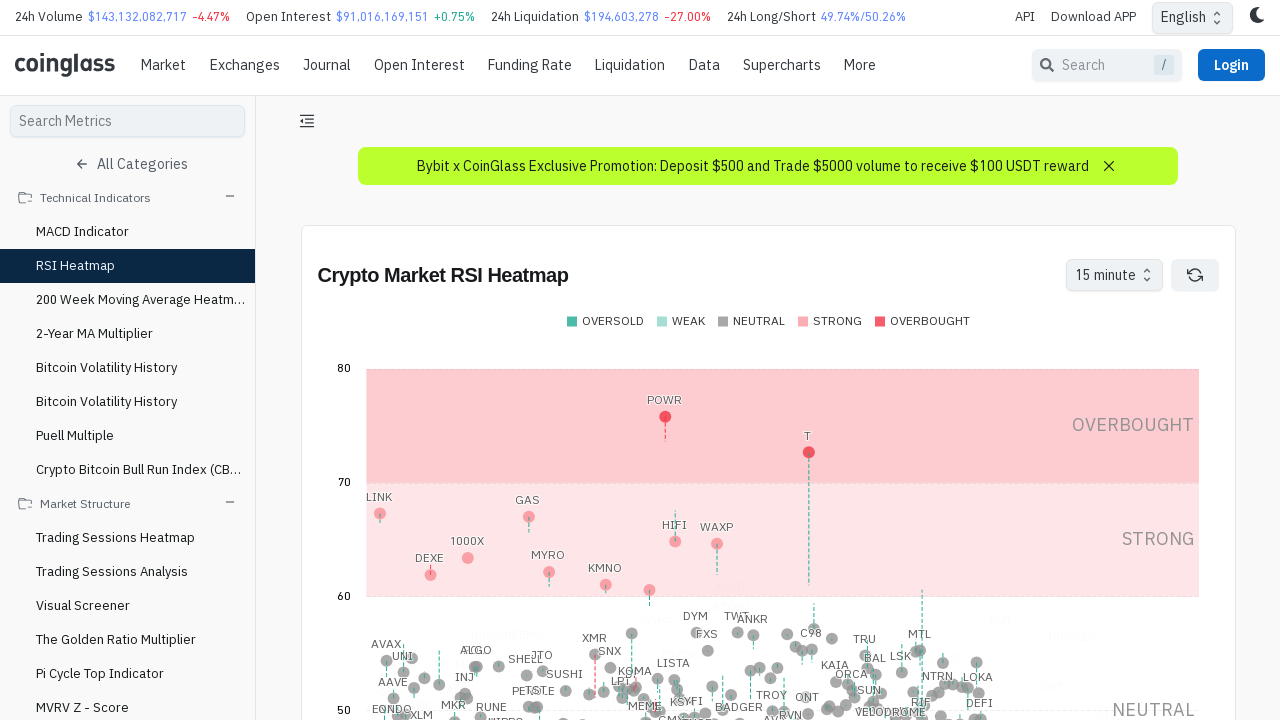 24h Volume $143,132,082,717 -4.47% Open Interest $91,016,169,151 +0.75% 24h Liquidation $194,603,278 -27.00% 24h Long/Short 49.74%/50.26% API Download APP English
coinglass Market Exchanges Journal Open Interest Funding Rate Liquidation Data Supercharts More Search / Login
Search Metrics
All Categories
Technical Indicators
MACD Indicator
RSI Heatmap
200 Week Moving Average Heatm...
2-Year MA Multiplier
Bitcoin Volatility History
Bitcoin Volatility History
Puell Multiple
Crypto Bitcoin Bull Run Index (CB...
Market Structure
Trading Sessions Heatmap
Trading Sessions Analysis
Visual Screener
The Golden Ratio Multiplier
Pi Cycle Top Indicator
MVRV Z - Score
Bybit x CoinGlass Exclusive Promotion: Deposit $500 and Trade $5000 volume to receive $100 USDT reward
Crypto Market RSI Heatmap
15 minute
OVERSOLD WEAK NEUTRAL STRONG OVERBOUGHT
80
POWR
OVERBOUGHT
T
70
LINK GAS
HIFI WAXP
STRONG
1000X
DEXE MYRO
KMNO
60
DYM TWT ANKR
XMR FXS C98 TRU MTL
AVAX UNI ALGO JTO SNX
SHELL LISTA KAIA BAL LSK
INJ SUSHI KOMA ORCA NTRN IOKA
AAVE LPT SUN
MKR TROY ONT
ONDO XLM RUNE MEME KSYFI BADGER VELODROME RIF DEFI
50
NEUTRAL